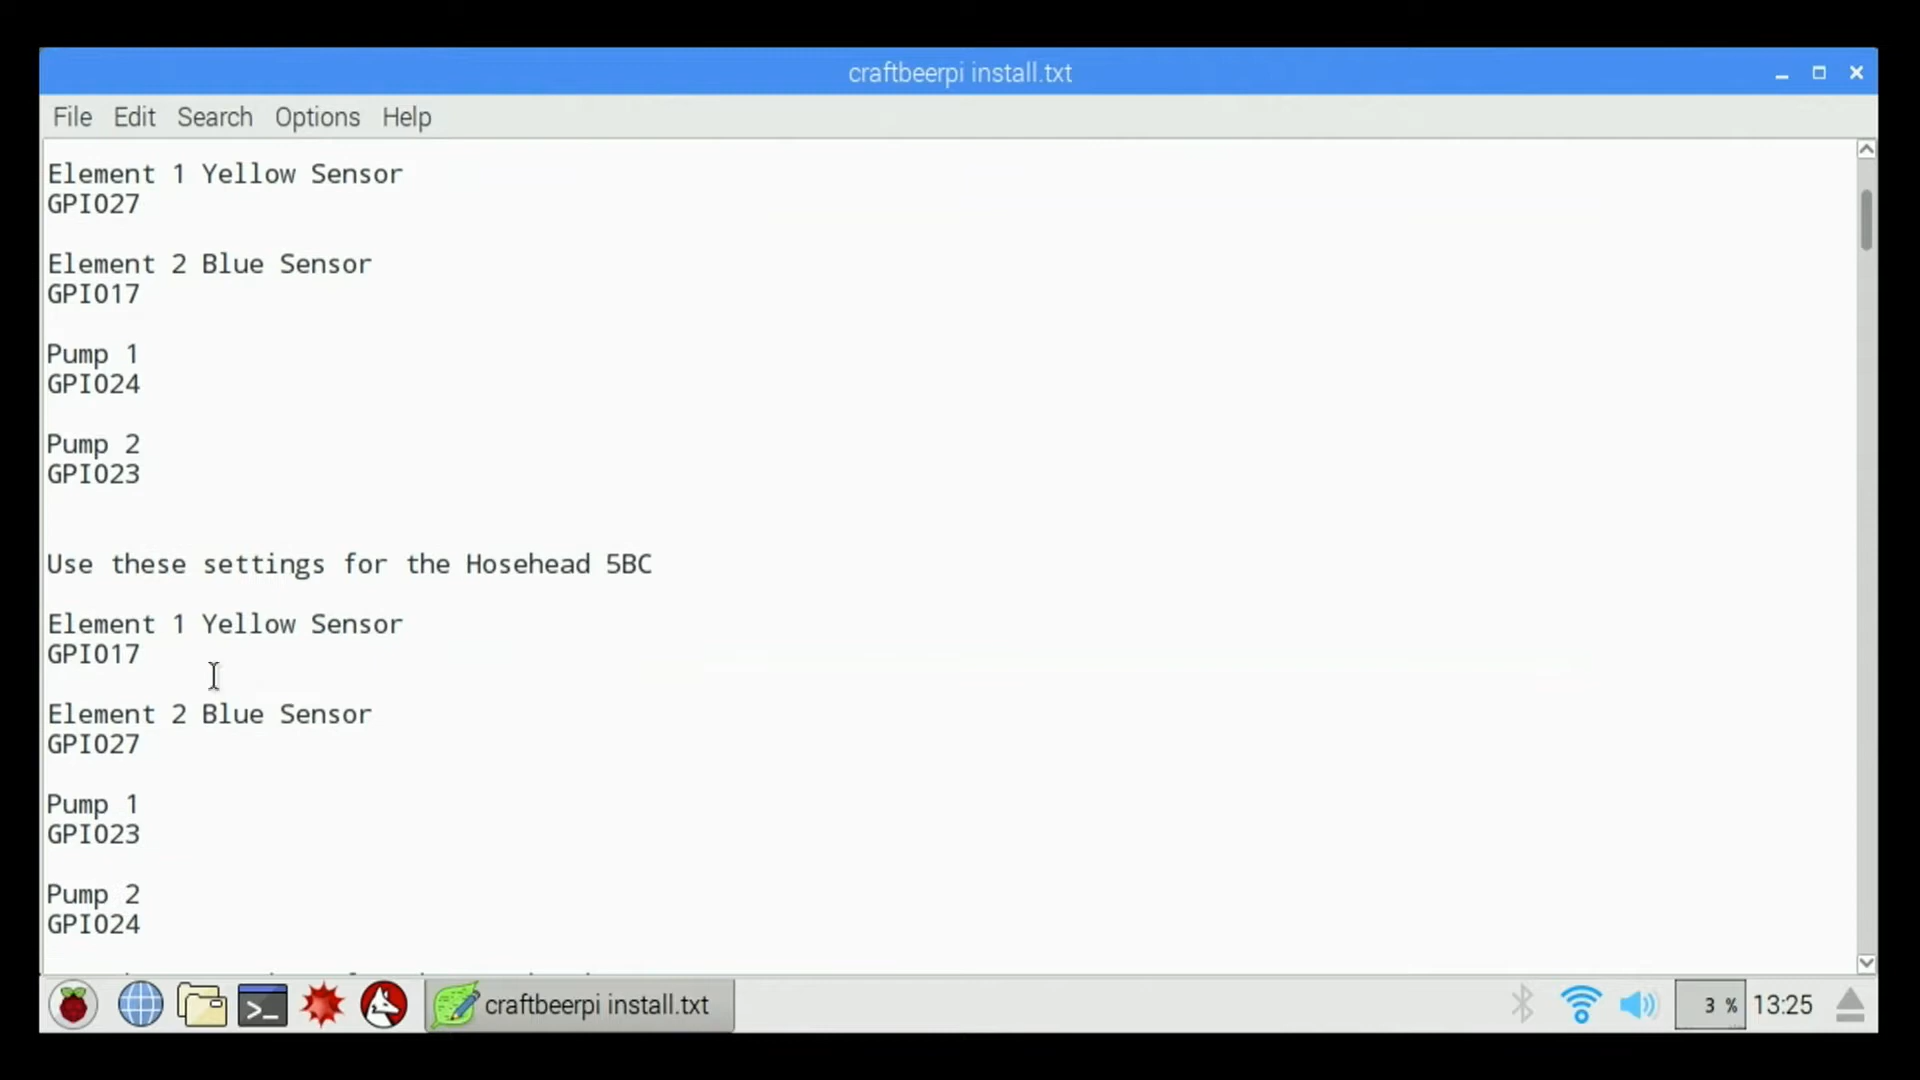 craftbeerpi install.txt
File Edit Search Options Help
Element 1 Yellow Sensor
GPIO27
Element 2 Blue Sensor
GPIO17
Pump 1
GPIO24
Pump 2
GPIO23
Use these settings for the Hosehead 5BC
Element 1 Yellow Sensor
GPIO17
Element 2 Blue Sensor
GPIO27
Pump 1
GPIO23
Pump 2
GPIO24
craftbeerpi install.txt
3 % 13:25